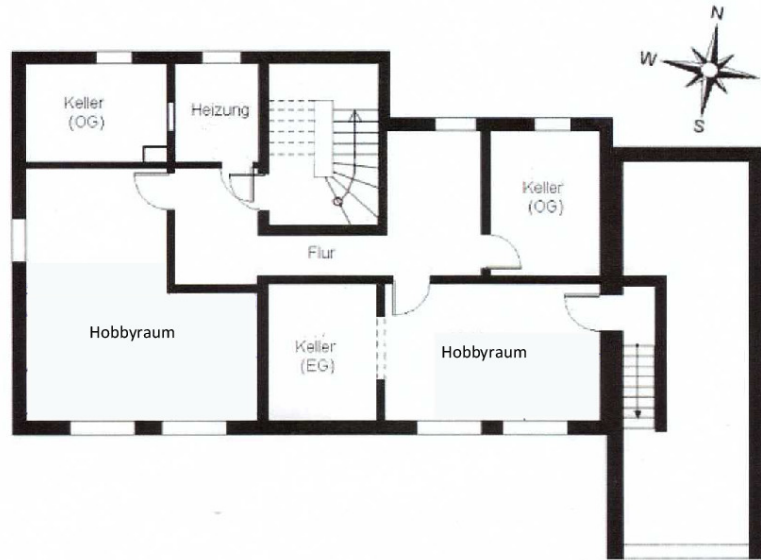 N
W
S
Keller
(OG)
Heizung
Keller
(OG)
Flur
Hobbyraum
Keller
(EG)
Hobbyraum